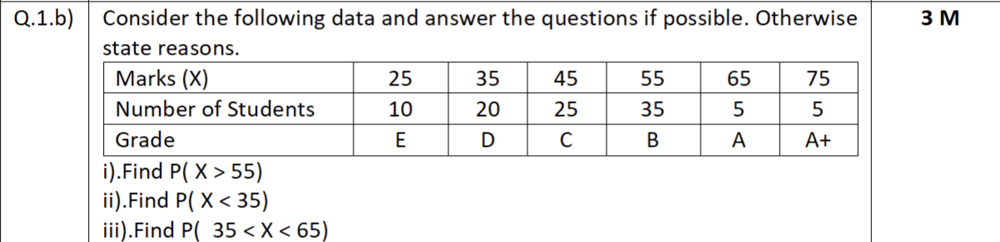 Q.1.b) Consider the following data and answer the questions if possible. Otherwise 3 M
state reasons.
Marks (X) 25 35 45 55 65 75
Number of Students 10 20 25 35 5 5
Grade E D C B A A+
i).Find P( X > 55)
ii).Find P( X < 35)
iii).Find P( 35 < X < 65)